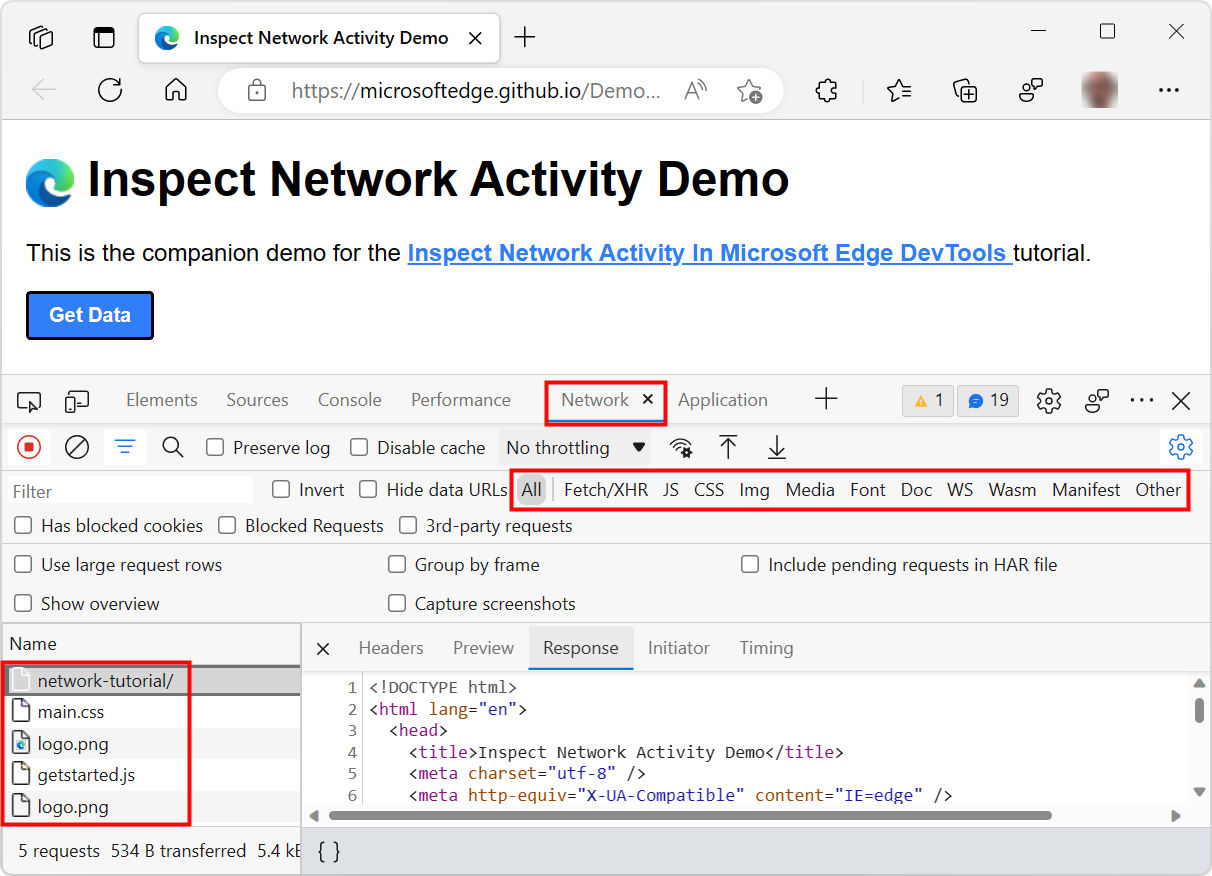 Inspect Network Activity Demo
https://microsoftedge.github.io/Demo...
Inspect Network Activity Demo
This is the companion demo for the Inspect Network Activity In Microsoft Edge DevTools tutorial.
Get Data
Elements Sources Console Performance Network Application 1 19
Preserve log Disable cache No throttling
Filter Invert Hide data URLs All Fetch/XHR JS CSS Img Media Font Doc WS Wasm Manifest Other
Has blocked cookies Blocked Requests 3rd-party requests
Use large request rows Group by frame Include pending requests in HAR file
Show overview Capture screenshots
Name
network-tutorial/
main.css
logo.png
getstarted.js
logo.png
5 requests 534 B transferred 5.4 kB
Headers Preview Response Initiator Timing
1 <!DOCTYPE html>
2 <html lang="en">
3 <head>
4 <title>Inspect Network Activity Demo</title>
5 <meta charset="utf-8" />
6 <meta http-equiv="X-UA-Compatible" content="IE=edge" />
{ }